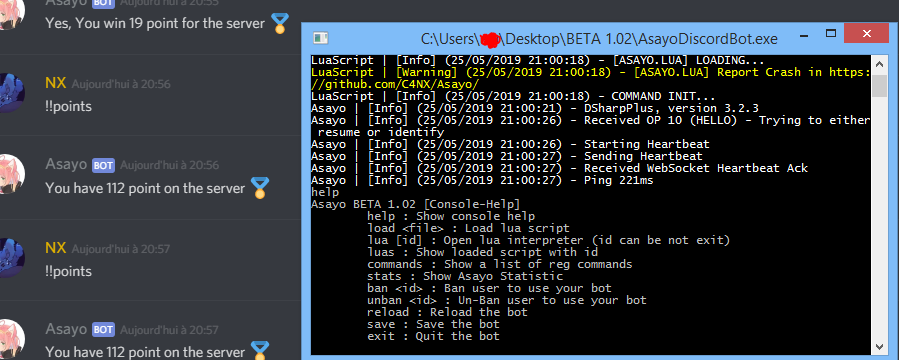 Asayo BOT Aujourd'hui à 20:55
Yes, You win 19 point for the server
NX Aujourd'hui à 20:56
!!points
Asayo BOT Aujourd'hui à 20:56
You have 112 point on the server
NX Aujourd'hui à 20:57
!!points
Asayo BOT Aujourd'hui à 20:57
You have 112 point on the server
C:\Users\ \Desktop\BETA 1.02\AsayoDiscordBot.exe
LuaScript | [Info] (25/05/2019 21:00:18) - [ASAYO.LUA] LOADING...
LuaScript | [Warning] (25/05/2019 21:00:18) - [ASAYO.LUA] Report Crash in https:
//github.com/C4NX/Asayo/
LuaScript | [Info] (25/05/2019 21:00:18) - COMMAND INIT...
Asayo | [Info] (25/05/2019 21:00:21) - DSharpPlus, version 3.2.3
Asayo | [Info] (25/05/2019 21:00:26) - Received OP 10 (HELLO) - Trying to either
resume or identify
Asayo | [Info] (25/05/2019 21:00:26) - Starting Heartbeat
Asayo | [Info] (25/05/2019 21:00:27) - Sending Heartbeat
Asayo | [Info] (25/05/2019 21:00:27) - Received WebSocket Heartbeat Ack
Asayo | [Info] (25/05/2019 21:00:27) - Ping 221ms
help
Asayo BETA 1.02 [Console-Help]
help : Show console help
load <file> : Load lua script
lua [id] : Open lua interpreter (id can be not exit)
luas : Show loaded script with id
commands : Show a list of reg commands
stats : Show Asayo Statistic
ban <id> : Ban user to use your bot
unban <id> : Un-Ban user to use your bot
reload : Reload the bot
save : Save the bot
exit : Quit the bot